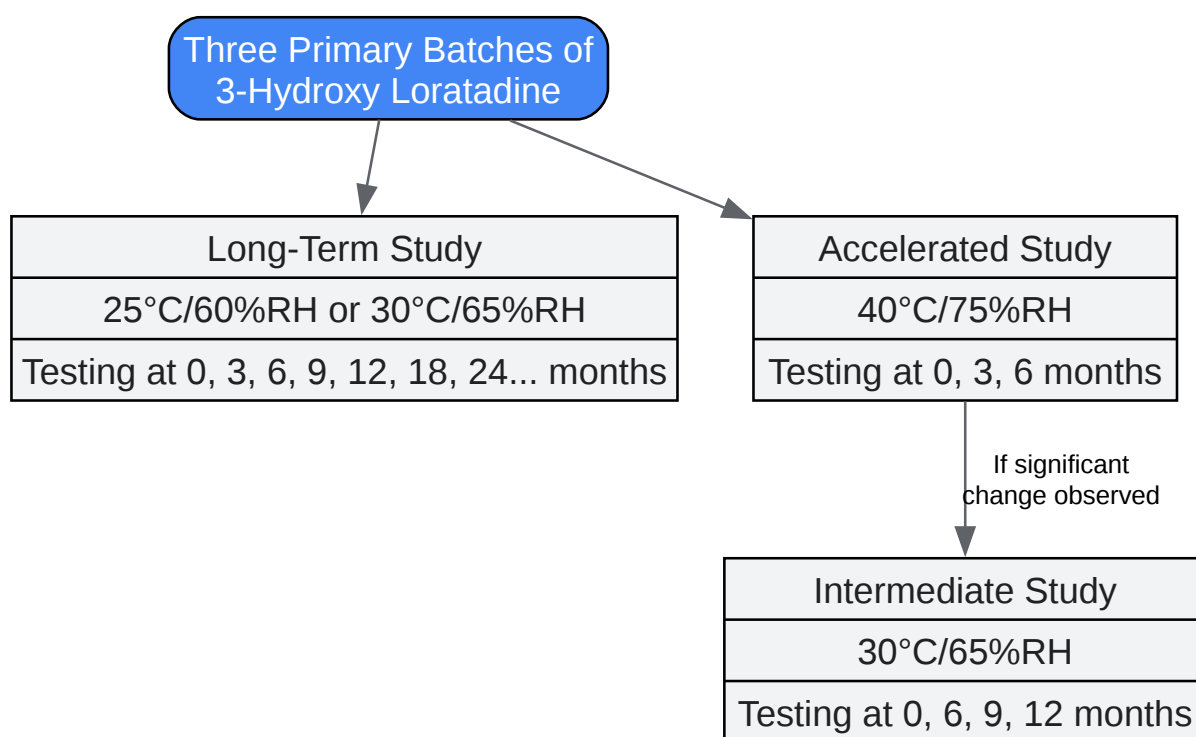 Three Primary Batches of
3-Hydroxy Loratadine
Long-Term Study
25°C/60%RH or 30°C/65%RH
Testing at 0, 3, 6, 9, 12, 18, 24... months
Accelerated Study
40°C/75%RH
Testing at 0, 3, 6 months
If significant
change observed
Intermediate Study
30°C/65%RH
Testing at 0, 6, 9, 12 months